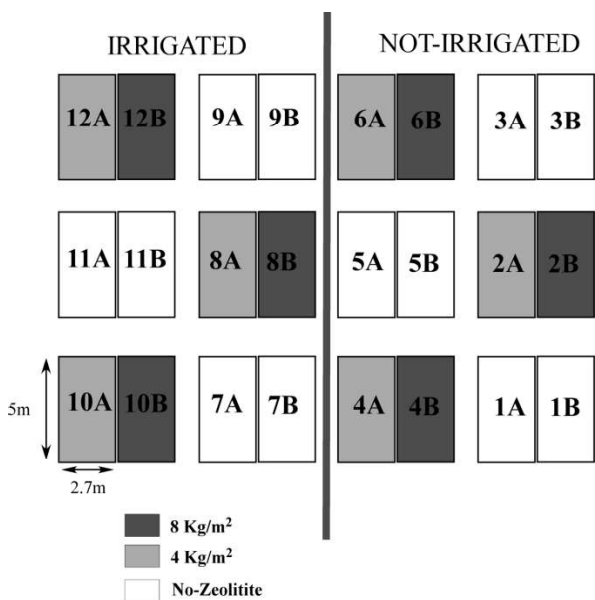 IRRIGATED NOT-IRRIGATED
12A 12B 9A 9B 6A 6B 3A 3B
11A 11B 8A 8B 5A 5B 2A 2B
10A 10B 7A 7B 4A 4B 1A 1B
5m
2.7m
8 Kg/m²
4 Kg/m²
No-Zeolitite